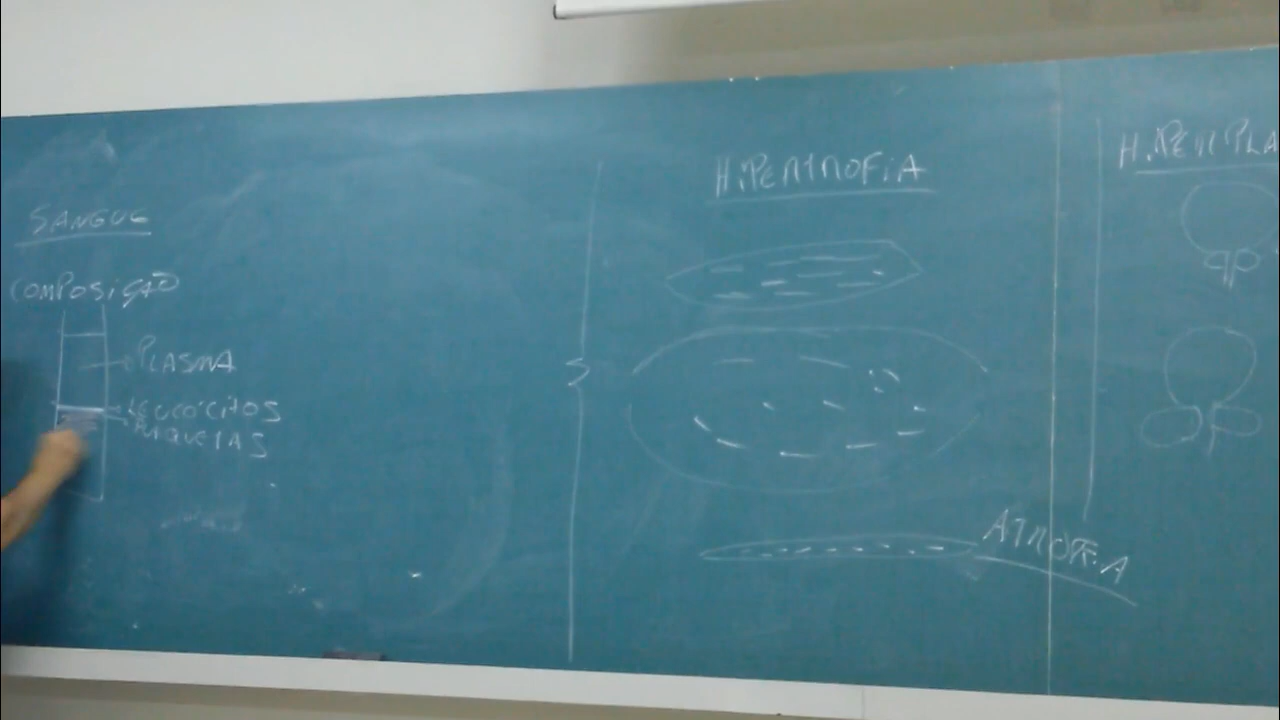 SANGUE
COMPOSIÇÃO
PLASMA
LEUCÓCITOS
PLAQUETAS
HIPERTROFIA
ATROFIA
HIPERPLA